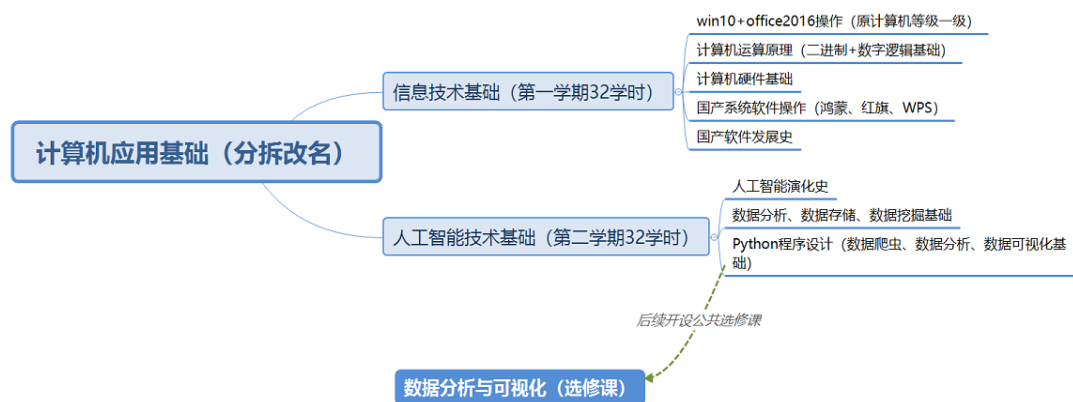 win10+office2016操作（原计算机等级一级）
计算机运算原理（二进制+数字逻辑基础）
信息技术基础（第一学期32学时）
计算机硬件基础
国产系统软件操作（鸿蒙、红旗、WPS）
国产软件发展史
计算机应用基础（分拆改名）
人工智能演化史
人工智能技术基础（第二学期32学时）
数据分析、数据存储、数据挖掘基础
Python程序设计（数据爬虫、数据分析、数据可视化基
础）
后续开设公共选修课
数据分析与可视化（选修课）